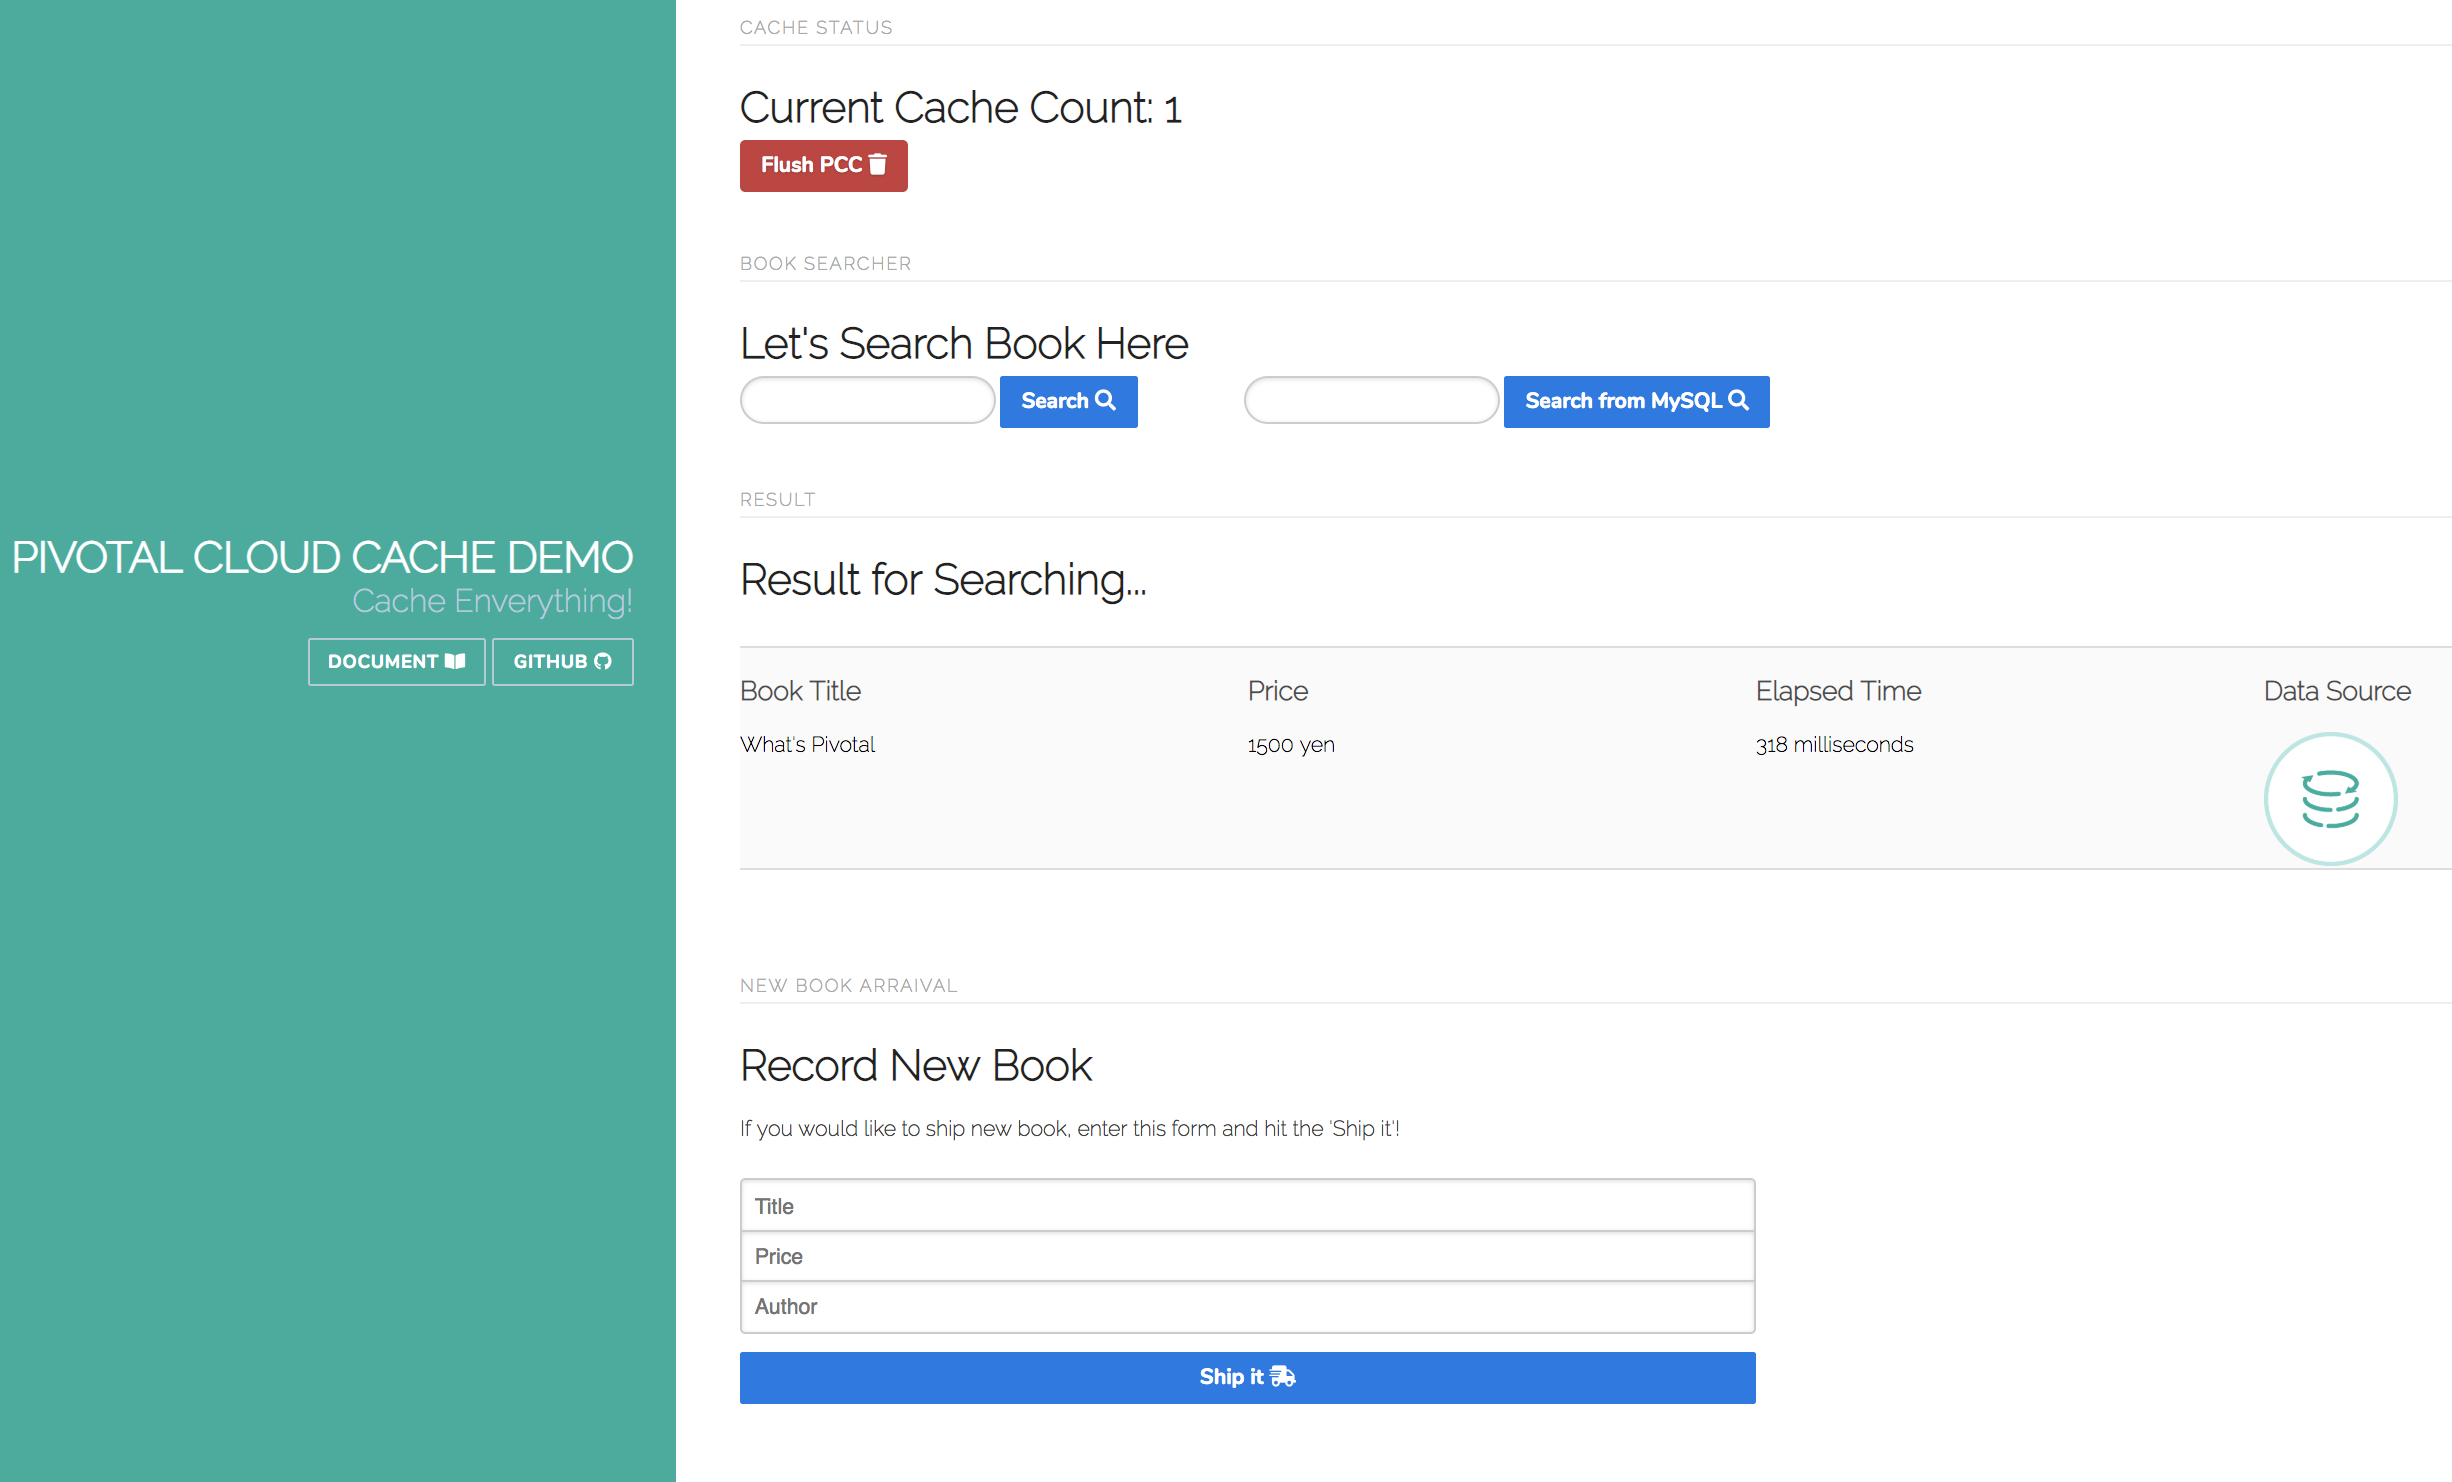 PIVOTAL CLOUD CACHE DEMO
Cache Enverything!
DOCUMENT GITHUB
CACHE STATUS
Current Cache Count: 1
Flush PCC
BOOK SEARCHER
Let's Search Book Here
Search Search from MySQL
RESULT
Result for Searching...
Book Title Price Elapsed Time Data Source
What's Pivotal 1500 yen 318 milliseconds
NEW BOOK ARRAIVAL
Record New Book
If you would like to ship new book, enter this form and hit the 'Ship it'!
Title
Price
Author
Ship it